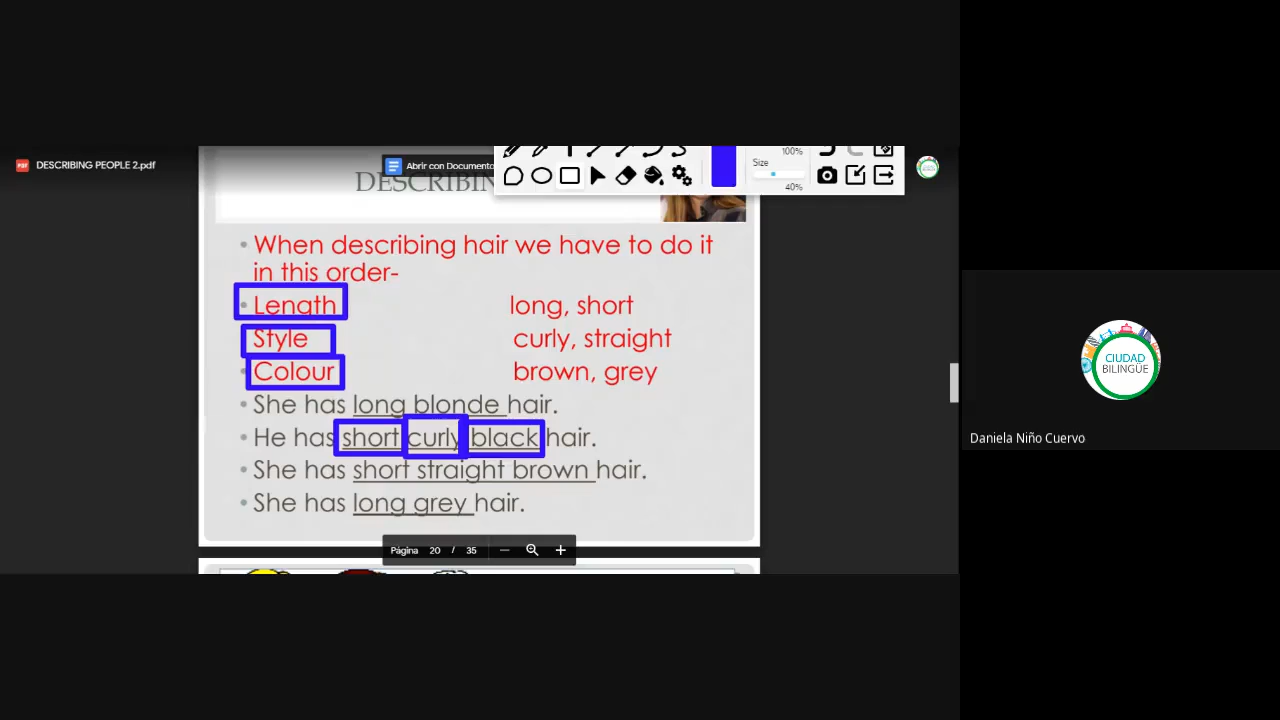 DESCRIBING PEOPLE 2.pdf
Abrir con Documento
100%
Size
40%
DESCRIBIN
When describing hair we have to do it
in this order-
Length long, short
Style curly, straight
Colour brown, grey
She has long blonde hair.
He has short curly black hair.
She has short straight brown hair.
She has long grey hair.
Página 20 / 35
CIUDAD
BILINGÜE
Daniela Niño Cuervo